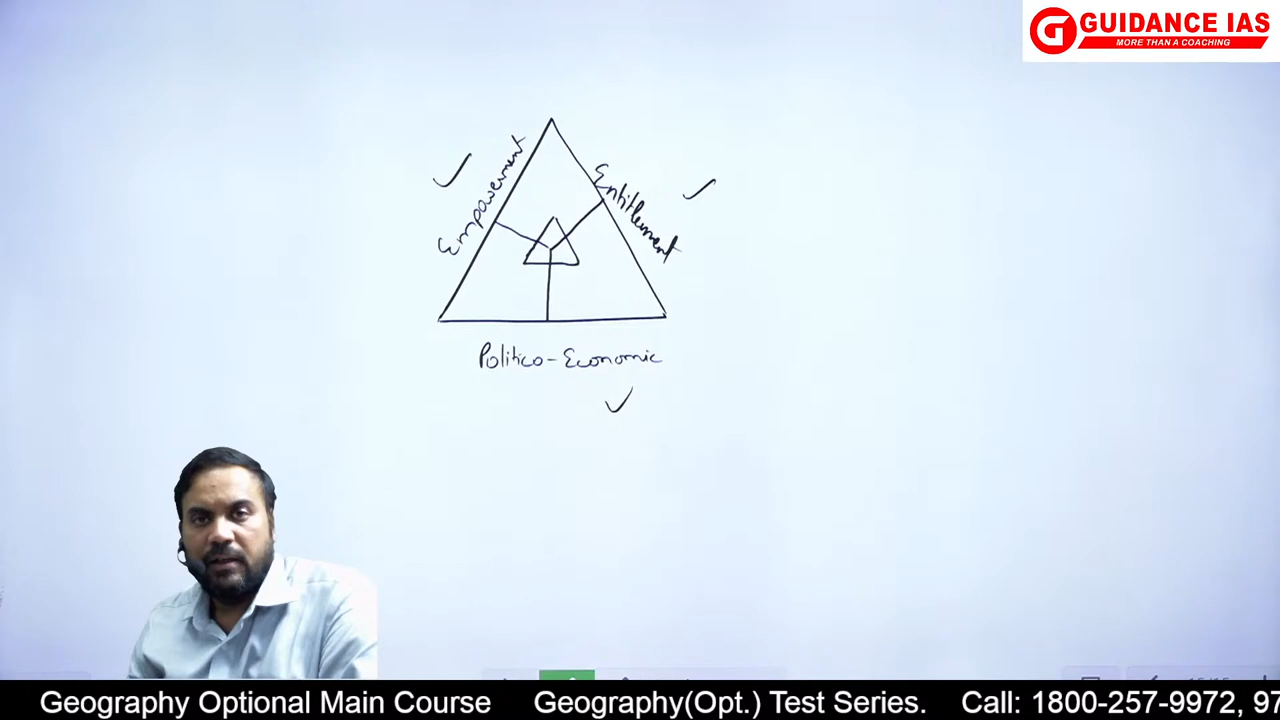 GUIDANCE IAS
MORE THAN A COACHING
Empowerment
Entitlement
Politico-Economic
Geography Optional Main Course Geography(Opt.) Test Series. Call: 1800-257-9972, 97